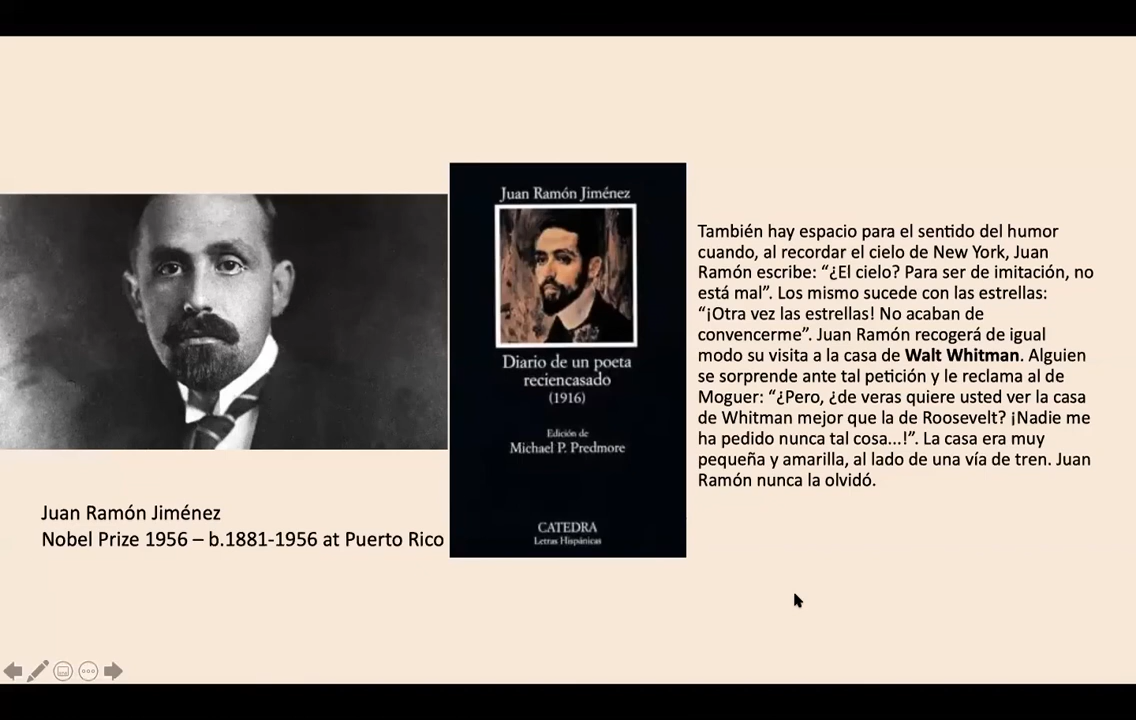 Juan Ramón Jiménez
Nobel Prize 1956 – b.1881-1956 at Puerto Rico
Juan Ramón Jiménez
Diario de un poeta
reciencasado
(1916)
Edición de
Michael P. Predmore
CATEDRA
Letras Hispánicas
También hay espacio para el sentido del humor
cuando, al recordar el cielo de New York, Juan
Ramón escribe: “¿El cielo? Para ser de imitación, no
está mal”. Los mismo sucede con las estrellas:
“¡Otra vez las estrellas! No acaban de
convencerme”. Juan Ramón recogerá de igual
modo su visita a la casa de Walt Whitman. Alguien
se sorprende ante tal petición y le reclama al de
Moguer: “¿Pero, ¿de veras quiere usted ver la casa
de Whitman mejor que la de Roosevelt? ¡Nadie me
ha pedido nunca tal cosa...!”. La casa era muy
pequeña y amarilla, al lado de una vía de tren. Juan
Ramón nunca la olvidó.